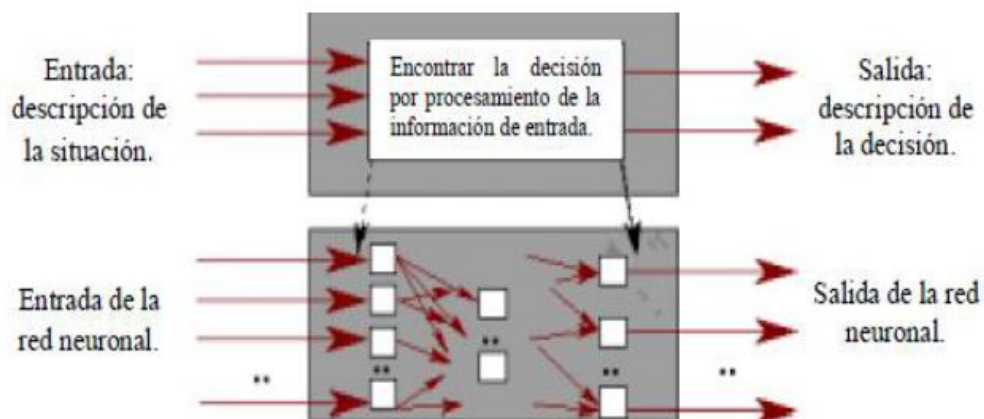 Entrada:
descripción de
la situación.
Encontrar la decisión
por procesamiento de la
información de entrada.
Salida:
descripción de
la decisión.
Entrada de la
red neuronal.
Salida de la red
neuronal.